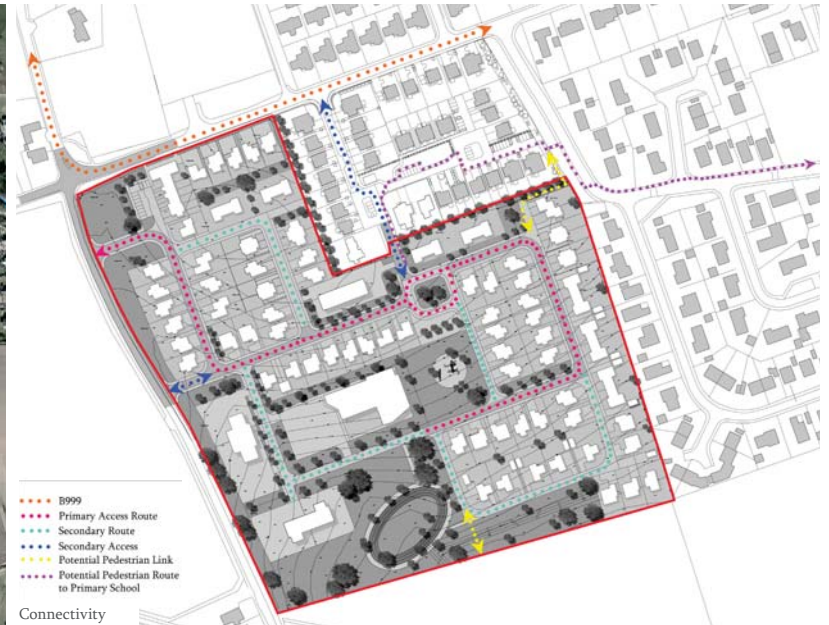 B999
Primary Access Route
Secondary Route
Secondary Access
Potential Pedestrian Link
Potential Pedestrian Route
to Primary School
Connectivity